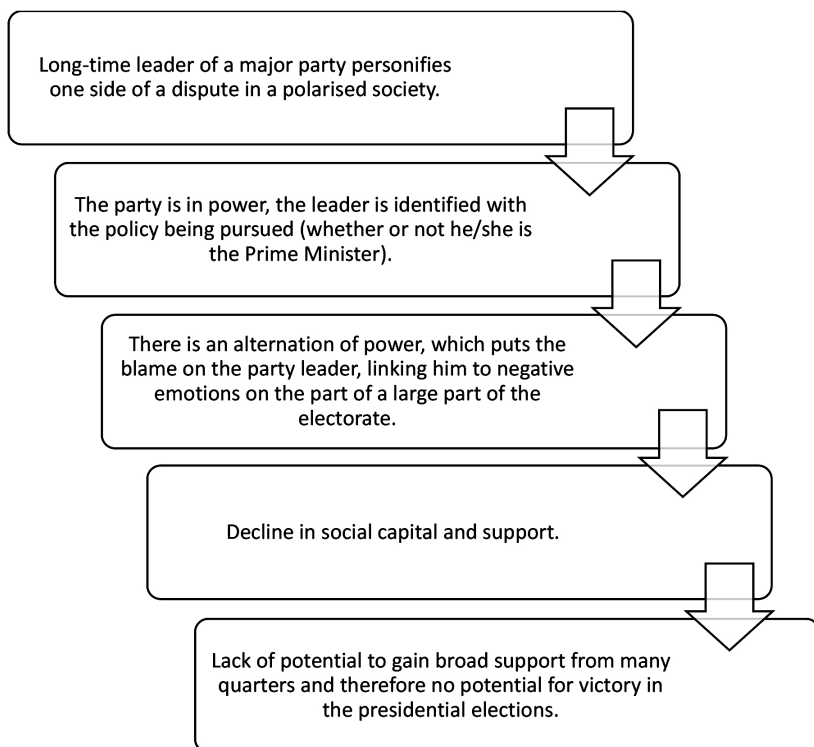 Long-time leader of a major party personifies
one side of a dispute in a polarised society.
The party is in power, the leader is identified with
the policy being pursued (whether or not he/she is
the Prime Minister).
There is an alternation of power, which puts the
blame on the party leader, linking him to negative
emotions on the part of a large part of the
electorate.
Decline in social capital and support.
Lack of potential to gain broad support from many
quarters and therefore no potential for victory in
the presidential elections.